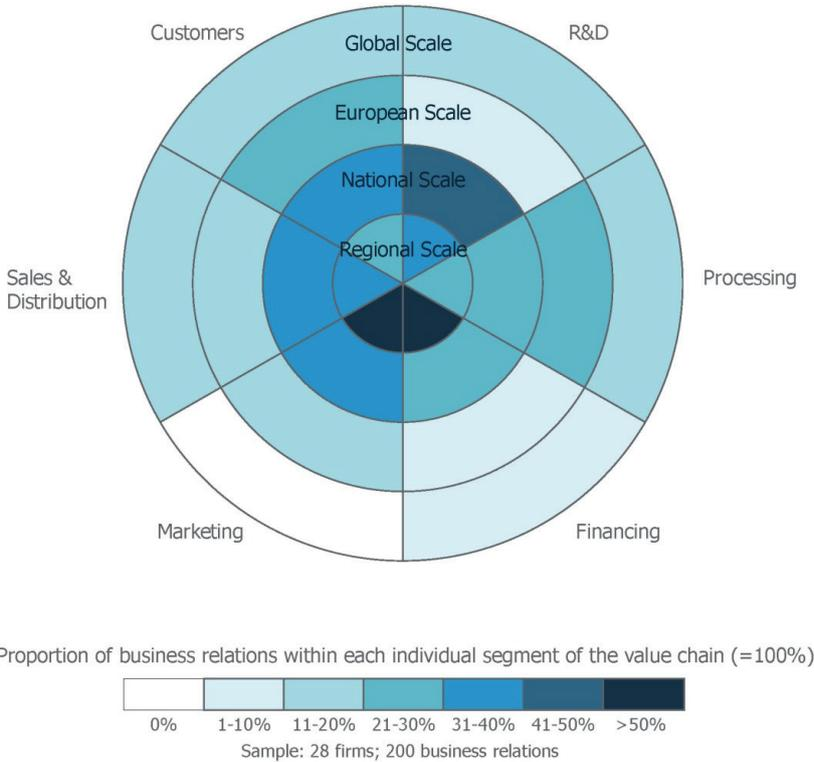 Customers
R&D
Global Scale
European Scale
National Scale
Regional Scale
Sales &
Distribution
Processing
Marketing
Financing
Proportion of business relations within each individual segment of the value chain (=100%)
0%
1-10%
11-20%
21-30%
31-40%
41-50%
>50%
Sample: 28 firms; 200 business relations